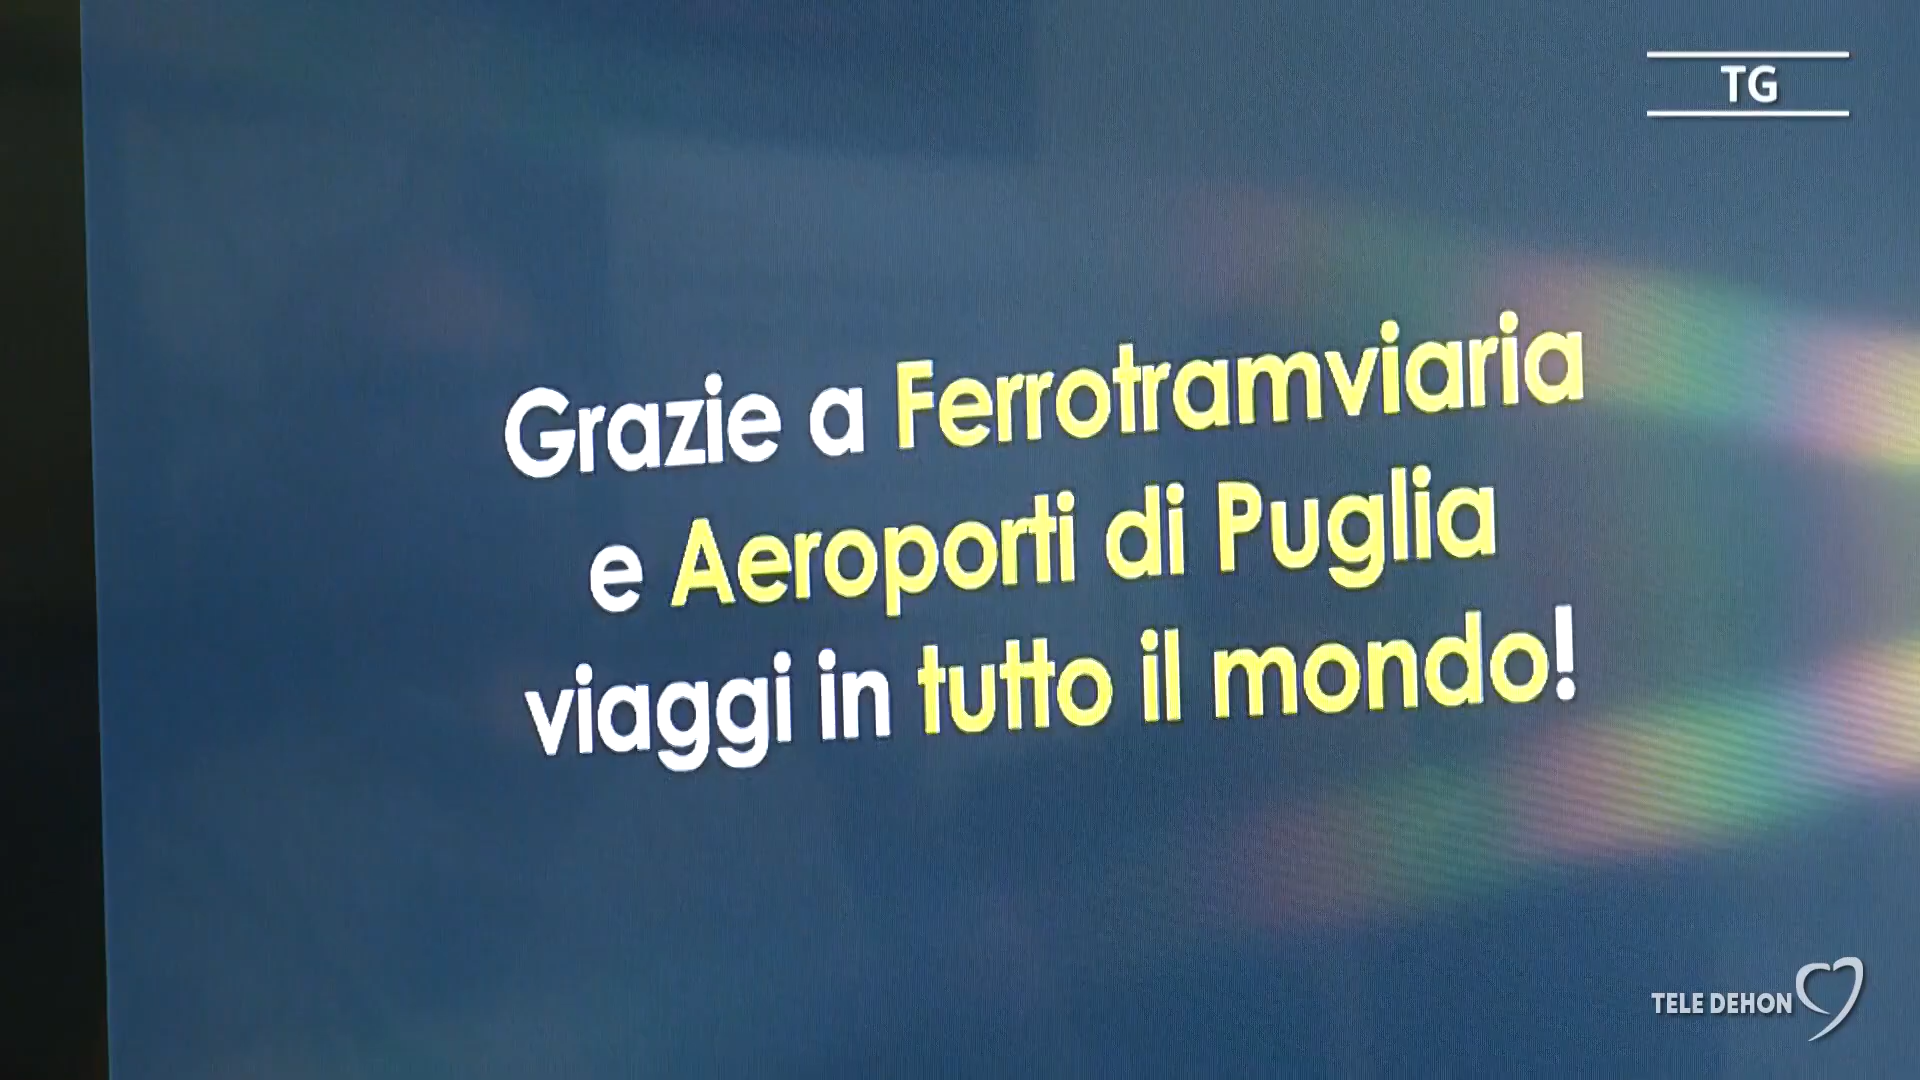 TG
Grazie a Ferrotramviaria
e Aeroporti di Puglia
viaggi in tutto il mondo!
TELE DEHON